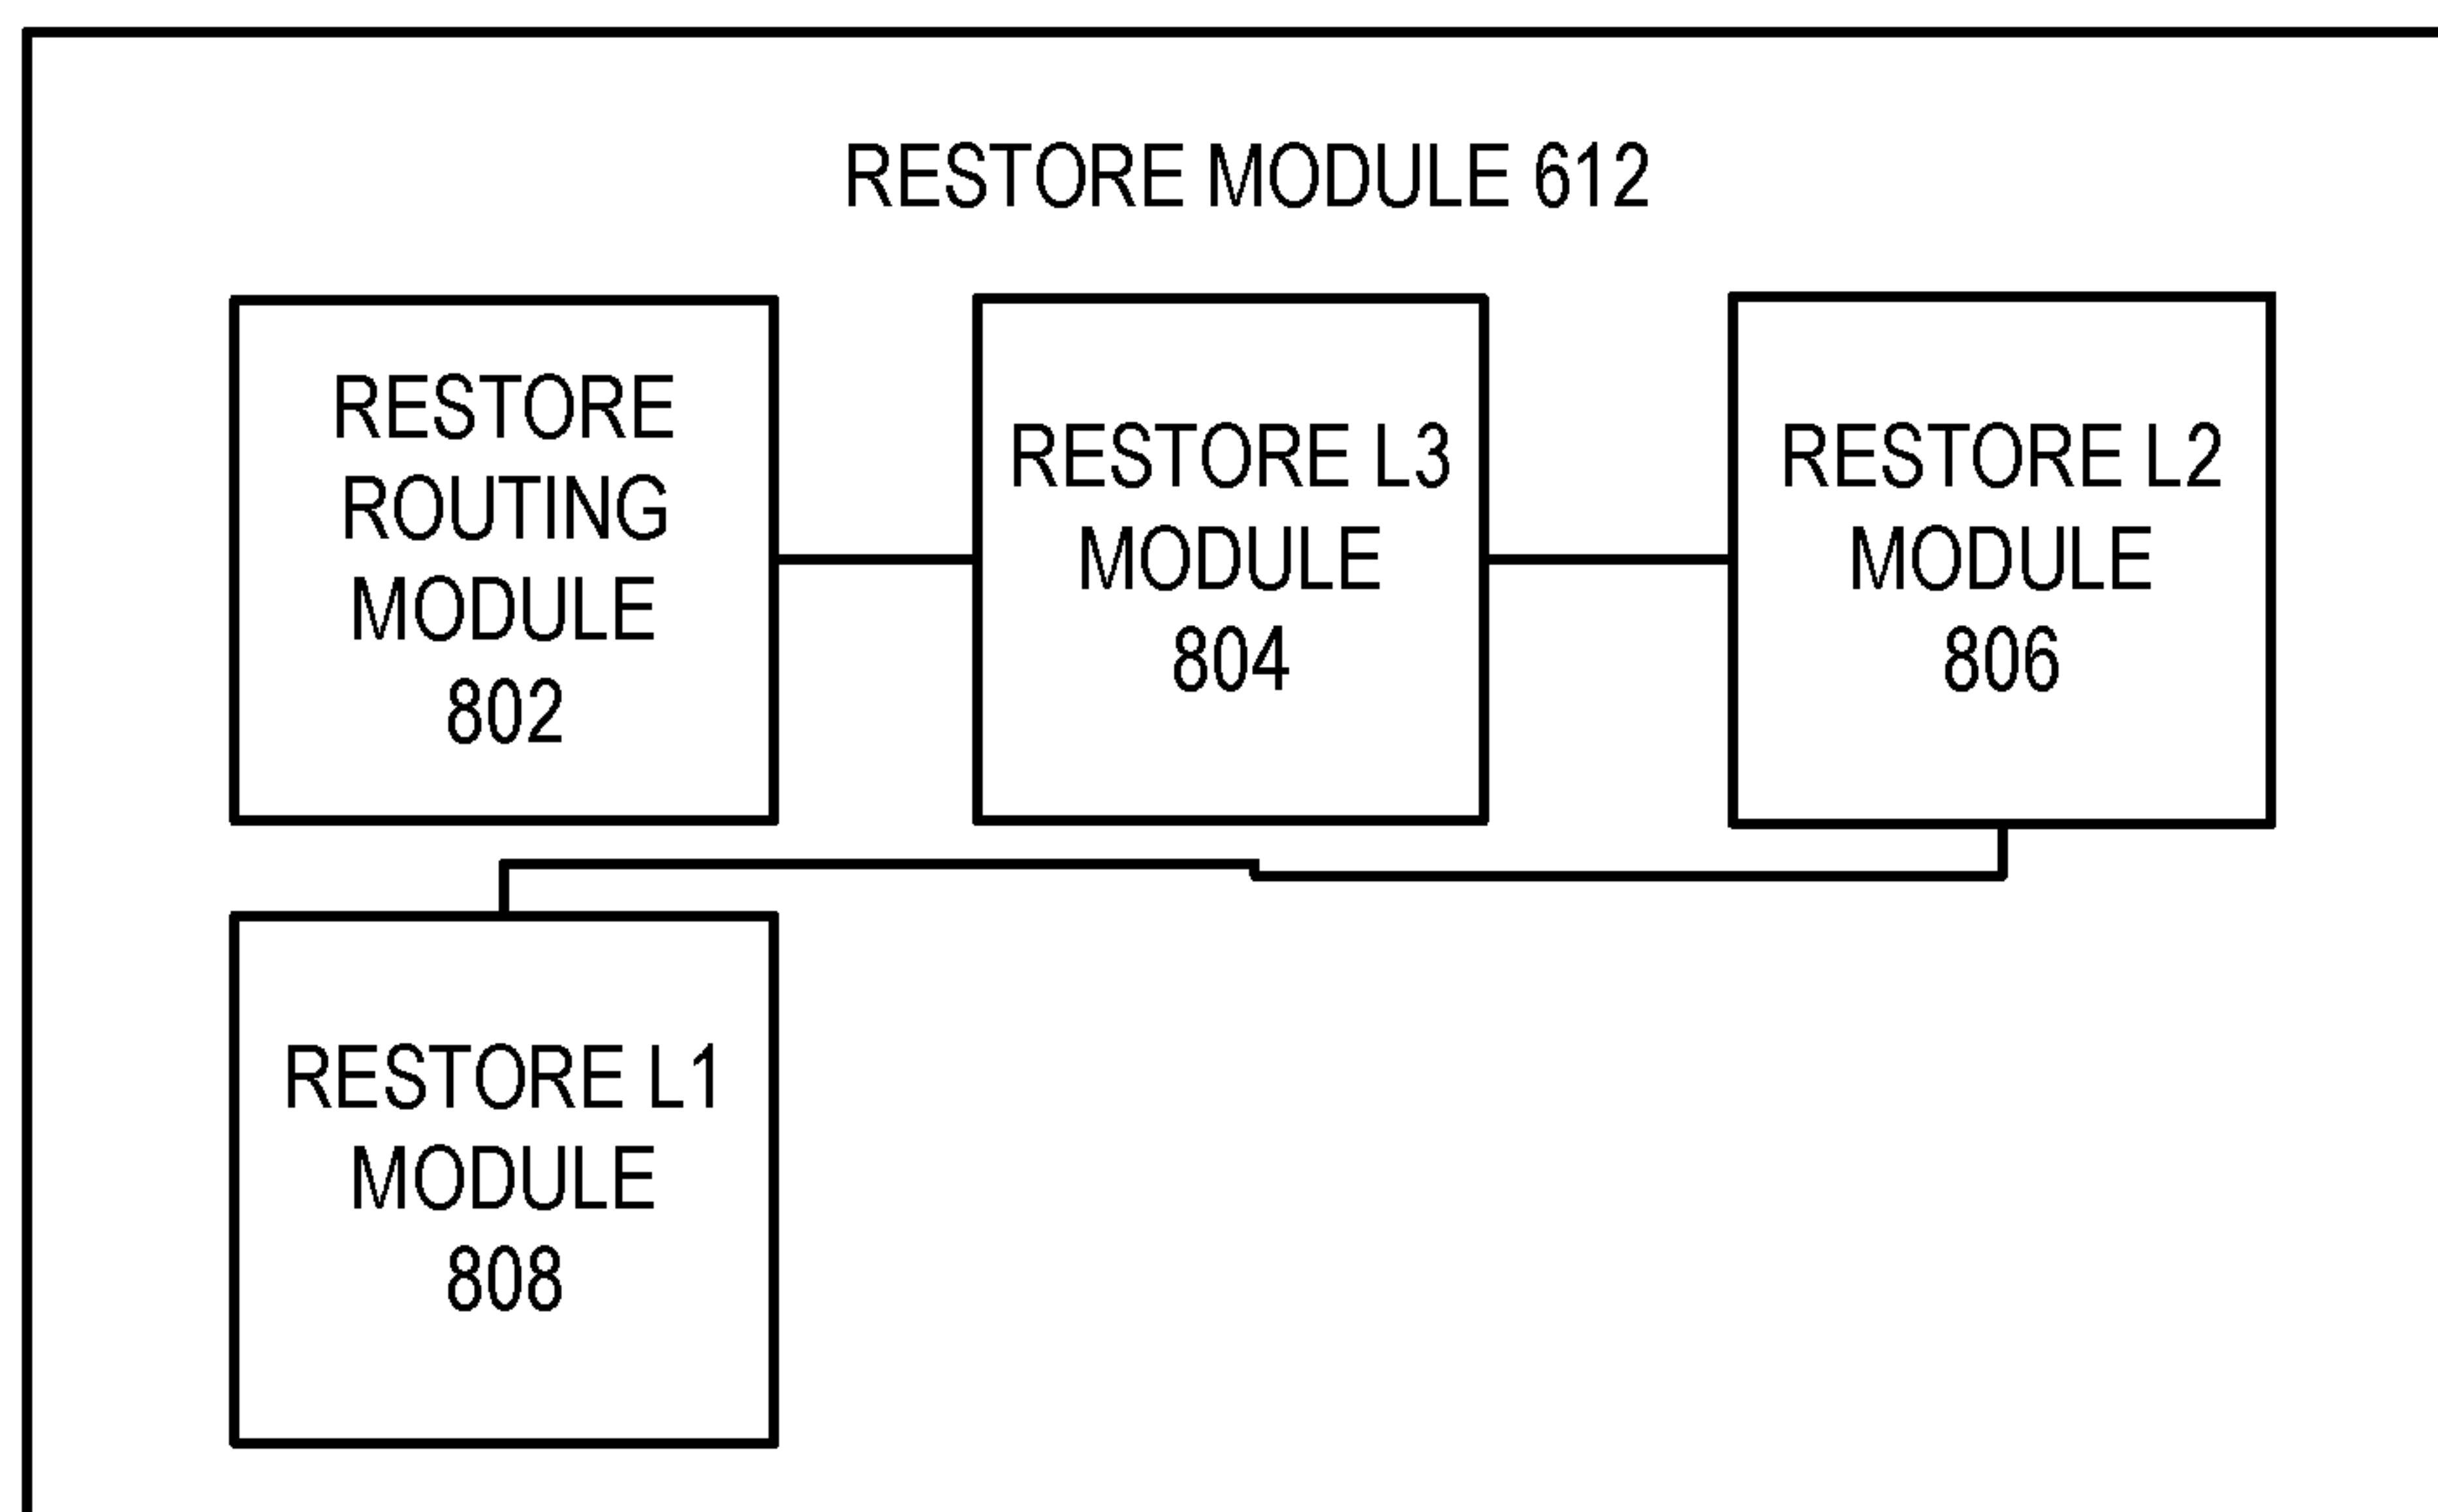 RESTORE MODULE 612
RESTORE
ROUTING
MODULE
802
RESTORE L3
MODULE
804
RESTORE L2
MODULE
806
RESTORE L1
MODULE
808